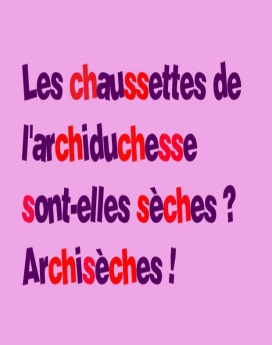 Les chaussettes de
l'archiduchesse
sont-elles sèches ?
Archisèches !